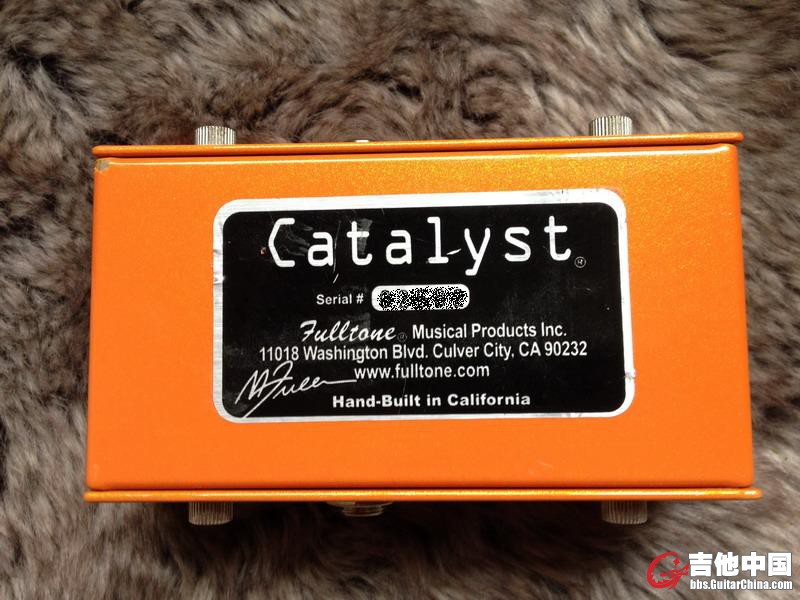 Catalyst
Serial #
Fulltone® Musical Products Inc.
11018 Washington Blvd. Culver City, CA 90232
www.fulltone.com
M Fuller
Hand-Built in California
吉他中国
bbs.GuitarChina.com